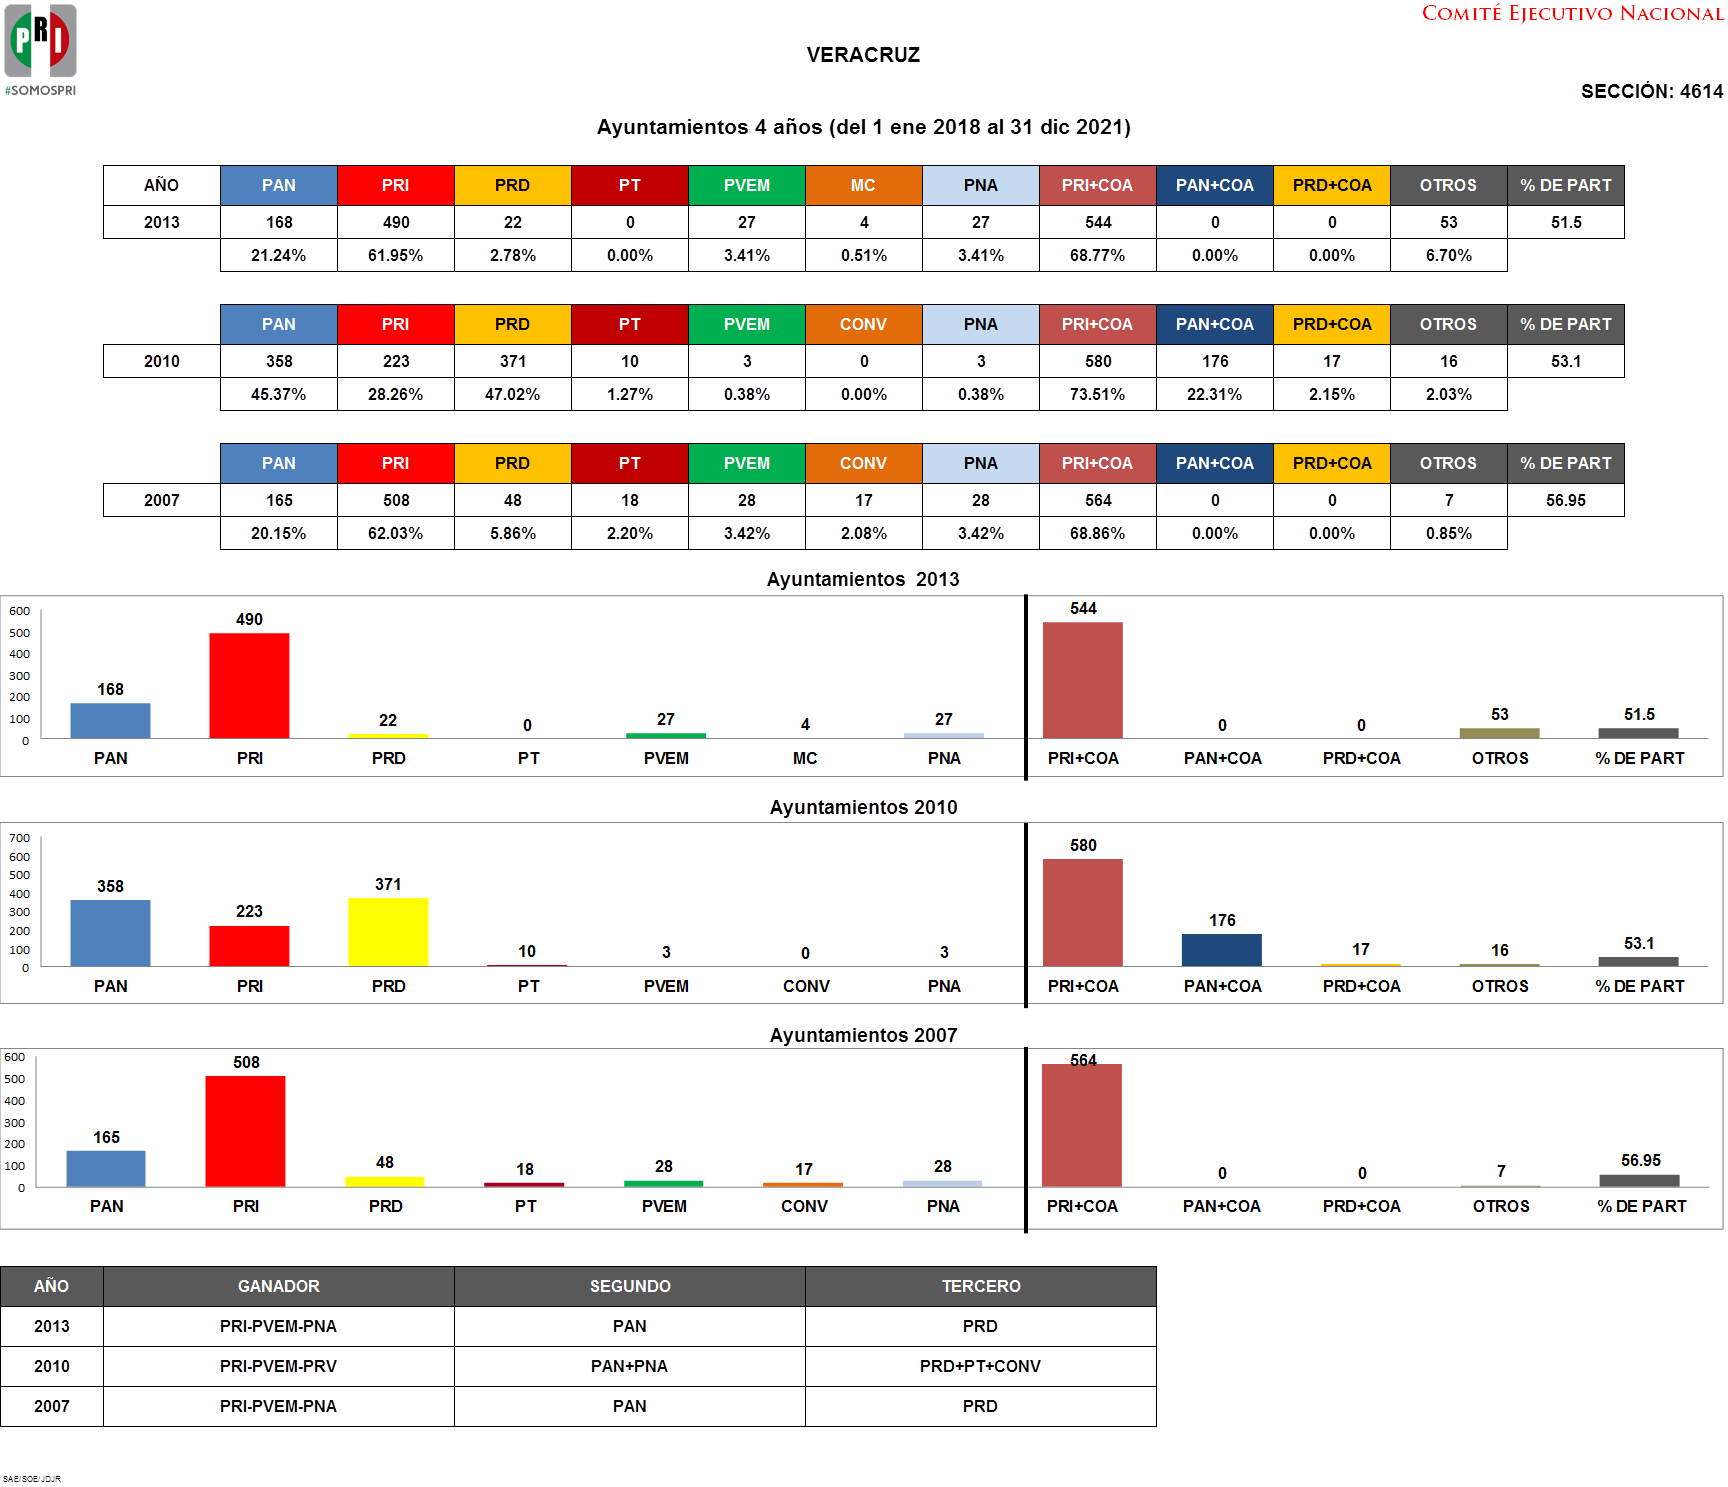 PRI
#SOMOSPRI
COMITÉ EJECUTIVO NACIONAL
VERACRUZ
SECCIÓN: 4614
Ayuntamientos 4 años (del 1 ene 2018 al 31 dic 2021)
AÑO PAN PRI PRD PT PVEM MC PNA PRI+COA PAN+COA PRD+COA OTROS % DE PART
2013 168 490 22 0 27 4 27 544 0 0 53 51.5
21.24% 61.95% 2.78% 0.00% 3.41% 0.51% 3.41% 68.77% 0.00% 0.00% 6.70%
PAN PRI PRD PT PVEM CONV PNA PRI+COA PAN+COA PRD+COA OTROS % DE PART
2010 358 223 371 10 3 0 3 580 176 17 16 53.1
45.37% 28.26% 47.02% 1.27% 0.38% 0.00% 0.38% 73.51% 22.31% 2.15% 2.03%
PAN PRI PRD PT PVEM CONV PNA PRI+COA PAN+COA PRD+COA OTROS % DE PART
2007 165 508 48 18 28 17 28 564 0 0 7 56.95
20.15% 62.03% 5.86% 2.20% 3.42% 2.08% 3.42% 68.86% 0.00% 0.00% 0.85%
Ayuntamientos 2013
600
500
400
300
200
100
0
168 490 22 0 27 4 27 544 0 0 53 51.5
PAN PRI PRD PT PVEM MC PNA PRI+COA PAN+COA PRD+COA OTROS % DE PART
Ayuntamientos 2010
700
600
500
400
300
200
100
0
358 223 371 10 3 0 3 580 176 17 16 53.1
PAN PRI PRD PT PVEM CONV PNA PRI+COA PAN+COA PRD+COA OTROS % DE PART
Ayuntamientos 2007
600
500
400
300
200
100
0
165 508 48 18 28 17 28 564 0 0 7 56.95
PAN PRI PRD PT PVEM CONV PNA PRI+COA PAN+COA PRD+COA OTROS % DE PART
AÑO GANADOR SEGUNDO TERCERO
2013 PRI-PVEM-PNA PAN PRD
2010 PRI-PVEM-PRV PAN+PNA PRD+PT+CONV
2007 PRI-PVEM-PNA PAN PRD
SAE/SOE/JDJR